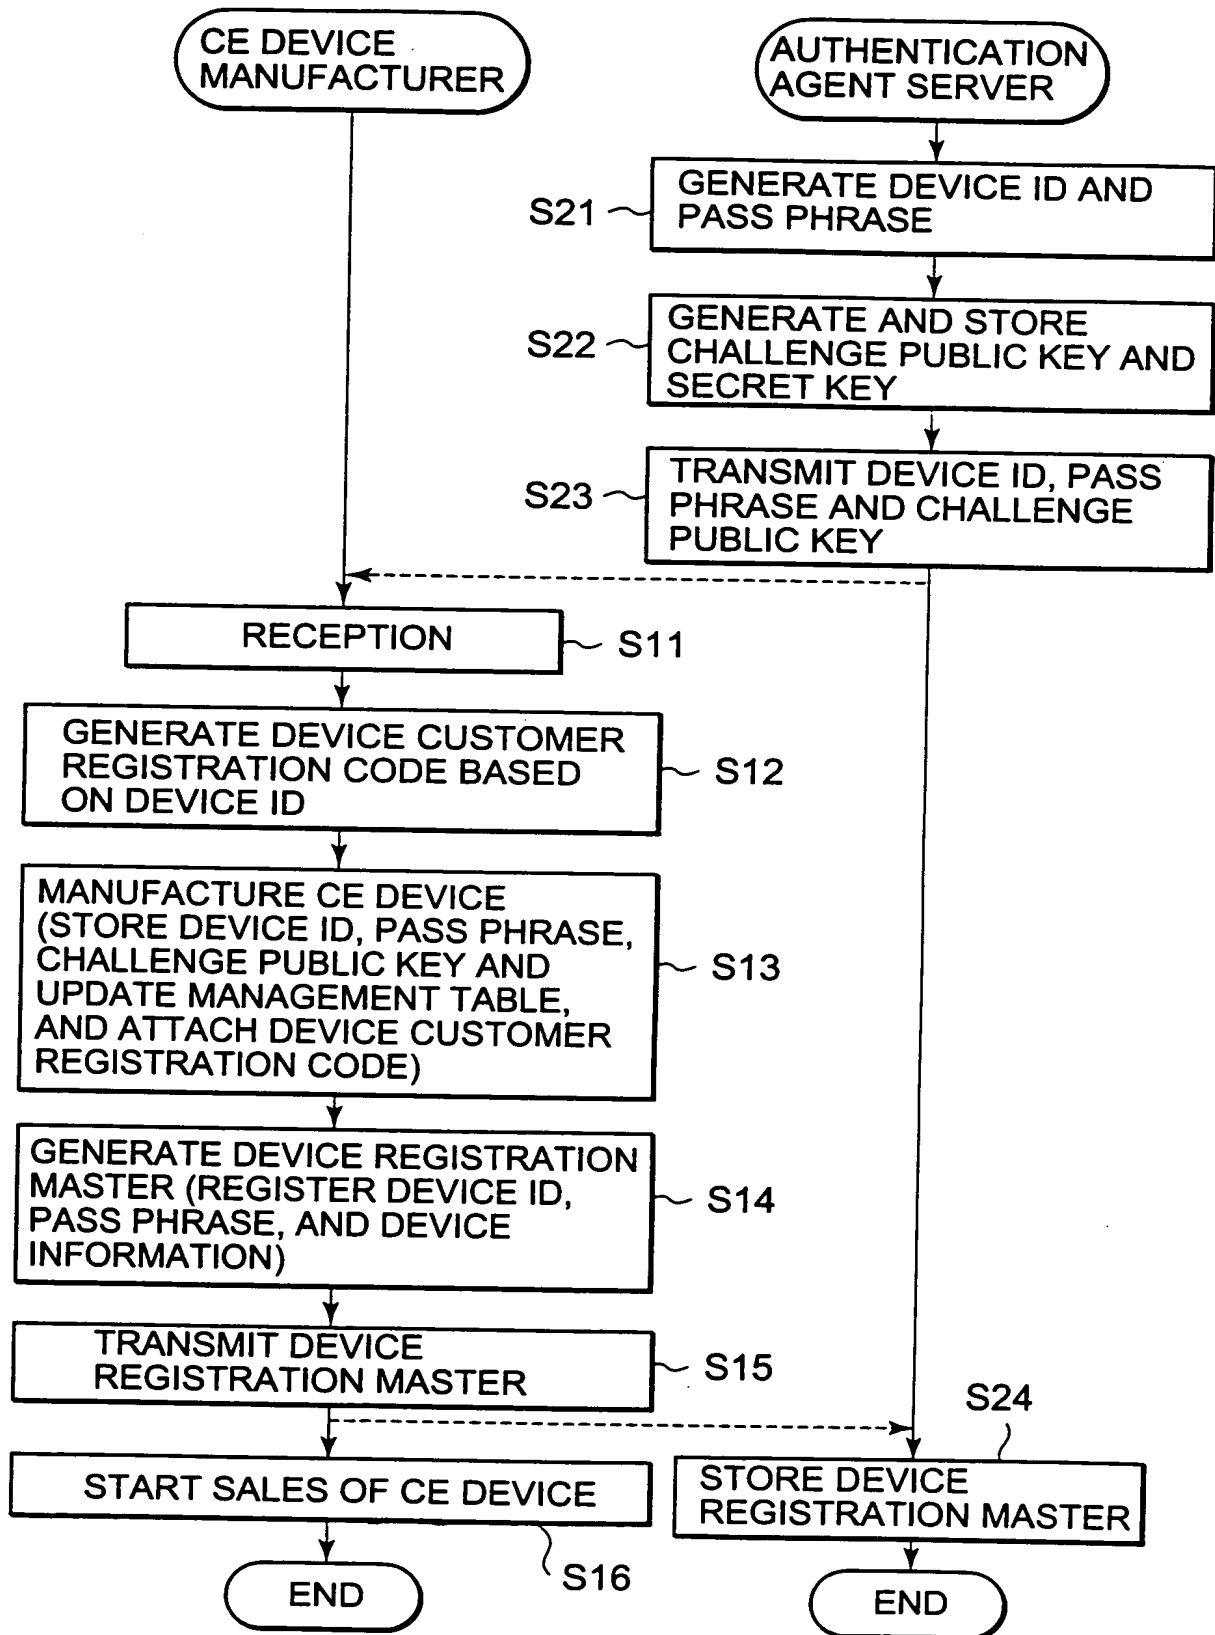 CE DEVICE
MANUFACTURER
AUTHENTICATION
AGENT SERVER
GENERATE DEVICE ID AND
PASS PHRASE
S21
GENERATE AND STORE
CHALLENGE PUBLIC KEY AND
SECRET KEY
S22
TRANSMIT DEVICE ID, PASS
PHRASE AND CHALLENGE
PUBLIC KEY
S23
RECEPTION
S11
GENERATE DEVICE CUSTOMER
REGISTRATION CODE BASED
ON DEVICE ID
S12
MANUFACTURE CE DEVICE
(STORE DEVICE ID, PASS PHRASE,
CHALLENGE PUBLIC KEY AND
UPDATE MANAGEMENT TABLE,
AND ATTACH DEVICE CUSTOMER
REGISTRATION CODE)
S13
GENERATE DEVICE REGISTRATION
MASTER (REGISTER DEVICE ID,
PASS PHRASE, AND DEVICE
INFORMATION)
S14
TRANSMIT DEVICE
REGISTRATION MASTER
S15
S24
START SALES OF CE DEVICE
S16
STORE DEVICE
REGISTRATION MASTER
END
END